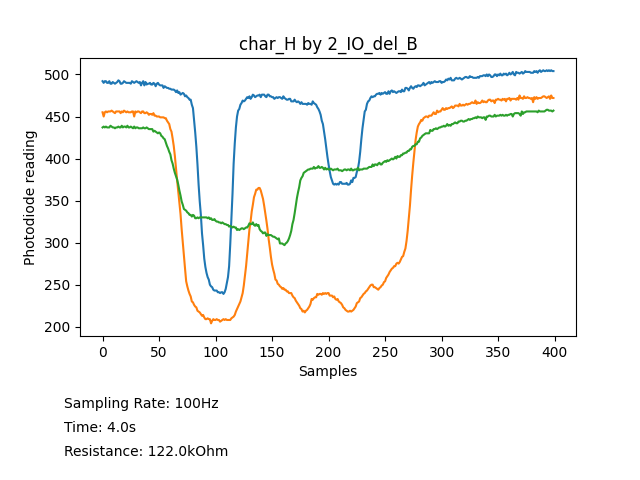 char_H by 2_IO_del_B
500
450
400
350
300
250
200
Photodiode reading
0 50 100 150 200 250 300 350 400
Samples
Sampling Rate: 100Hz
Time: 4.0s
Resistance: 122.0kOhm